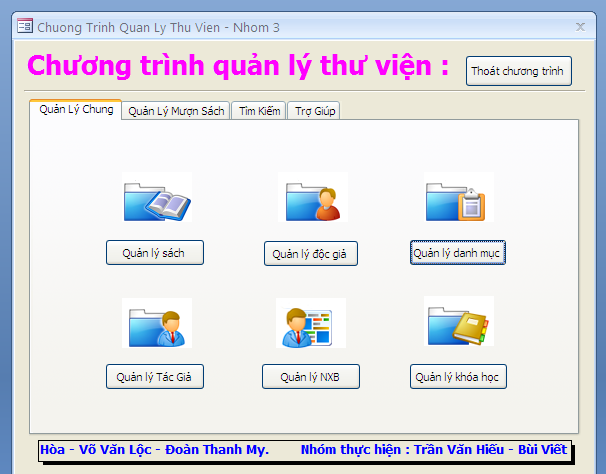 Chuong Trinh Quan Ly Thu Vien - Nhom 3
Chương trình quản lý thư viện :
Thoát chương trình
Quản Lý Chung
Quản Lý Mượn Sách
Tìm Kiếm
Trợ Giúp
Quản lý sách
Quản lý độc giả
Quản lý danh mục
Quản lý Tác Giả
Quản lý NXB
Quản lý khóa học
Hòa - Võ Văn Lộc - Đoàn Thanh My. Nhóm thực hiện : Trần Văn Hiếu - Bùi Viết